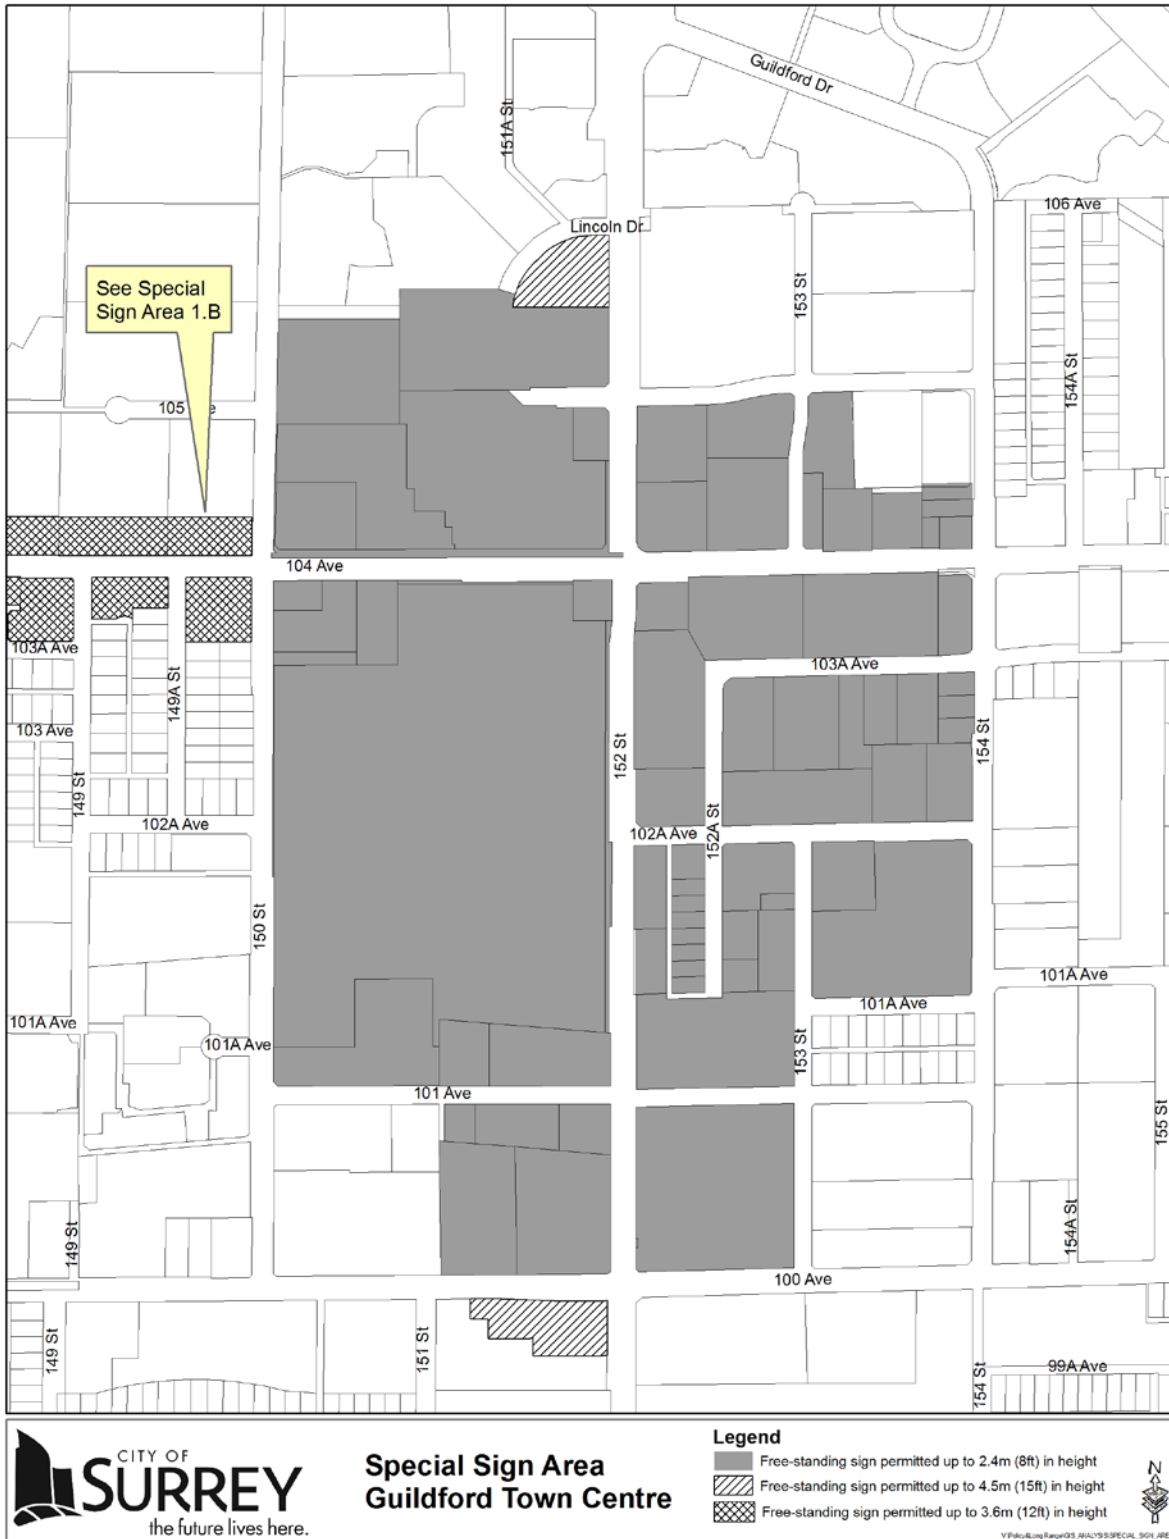 Guildford Dr
151A St
106 Ave
Lincoln Dr
See Special
Sign Area 1.B
153 St
154A St
105
104 Ave
103A Ave
103A Ave
149A St
103 Ave
152 St
154 St
149 St
102A Ave
102A Ave
152A St
150 St
101A Ave
101A Ave
101A Ave
101A Ave
153 St
101 Ave
155 St
149 St
154A St
100 Ave
149 St
151 St
154 St
99A Ave
CITY OF
SURREY
the future lives here.
Special Sign Area
Guildford Town Centre
Legend
Free-standing sign permitted up to 2.4m (8ft) in height
Free-standing sign permitted up to 4.5m (15ft) in height
Free-standing sign permitted up to 3.6m (12ft) in height
N